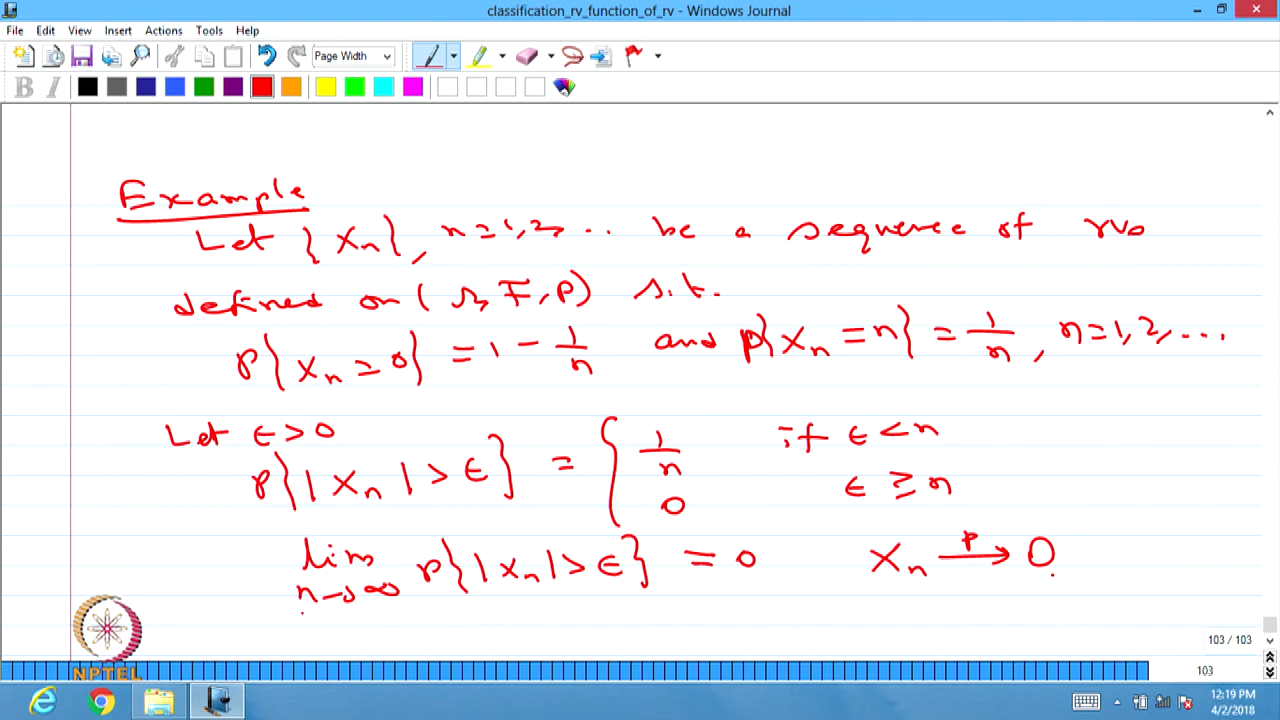 classification_rv_function_of_rv - Windows Journal
File Edit View Insert Actions Tools Help
Page Width
B I
Example
Let {Xn}, n=1,2,... be a sequence of rvs
defined on (Ω, F, P) s.t.
P{Xn = 0} = 1 - 1/n and P{Xn = n} = 1/n, n=1,2,...
Let ε > 0
P{|Xn| > ε} = { 1/n if ε < n
0 ε ≥ n
lim n→∞ P{|Xn| > ε} = 0 Xn →P 0.
103 / 103
NPTEL
103
12:19 PM
4/2/2018